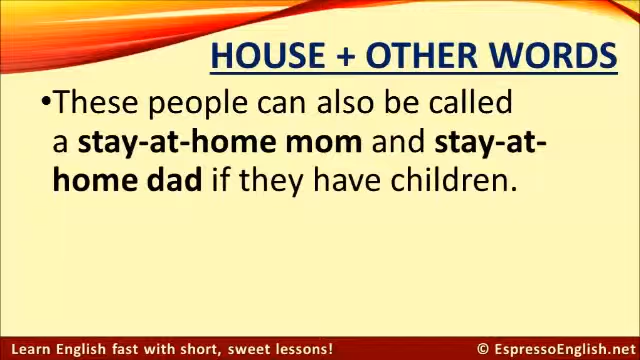 HOUSE + OTHER WORDS
•These people can also be called
a stay-at-home mom and stay-at-
home dad if they have children.
Learn English fast with short, sweet lessons!
© EspressoEnglish.net